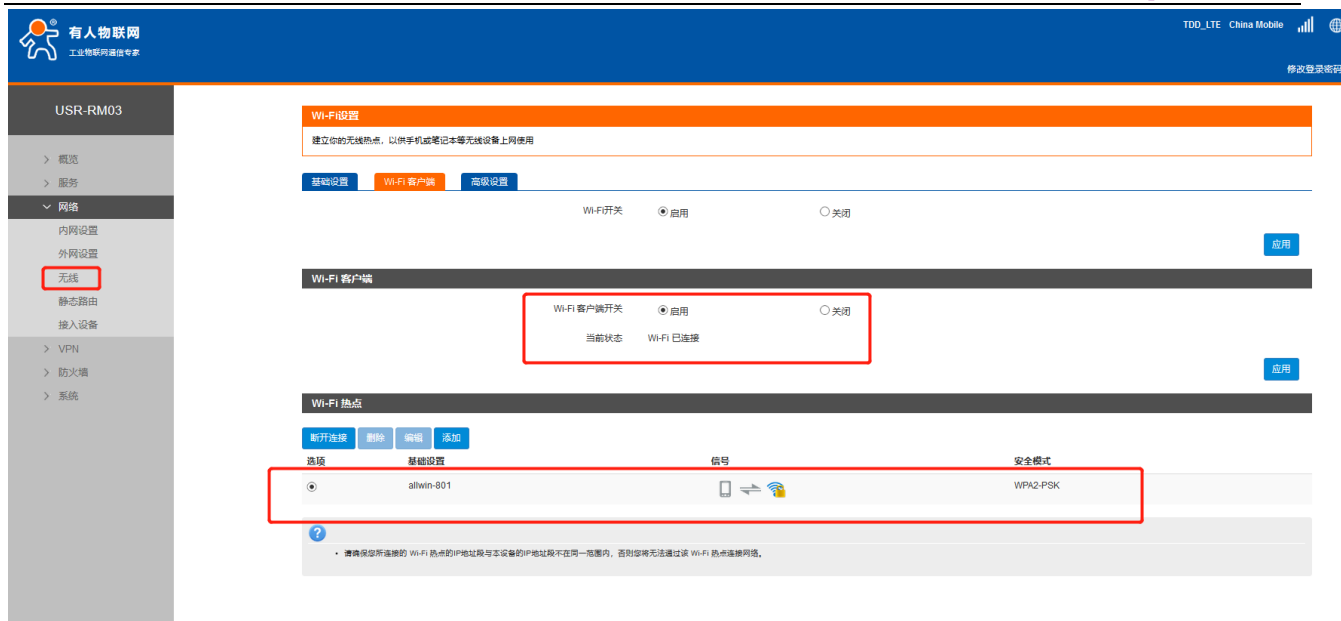 有人物联网
工业物联网通信专家
TDD_LTE China Mobile
修改登录密码
USR-RM03
概览
服务
网络
内网设置
外网设置
无线
静态路由
接入设备
VPN
防火墙
系统
Wi-Fi设置
建立你的无线热点，以供手机或笔记本等无线设备上网使用
基础设置 Wi-Fi 客户端 高级设置
Wi-Fi开关 启用 关闭
应用
Wi-Fi 客户端
Wi-Fi 客户端开关 启用 关闭
当前状态 Wi-Fi 已连接
应用
Wi-Fi 热点
断开连接 删除 编辑 添加
选项 基础设置 信号 安全模式
allwin-801 WPA2-PSK
请确保您所连接的 Wi-Fi 热点的IP地址段与本设备的IP地址段不在同一范围内，否则您将无法通过该 Wi-Fi 热点连接网络。